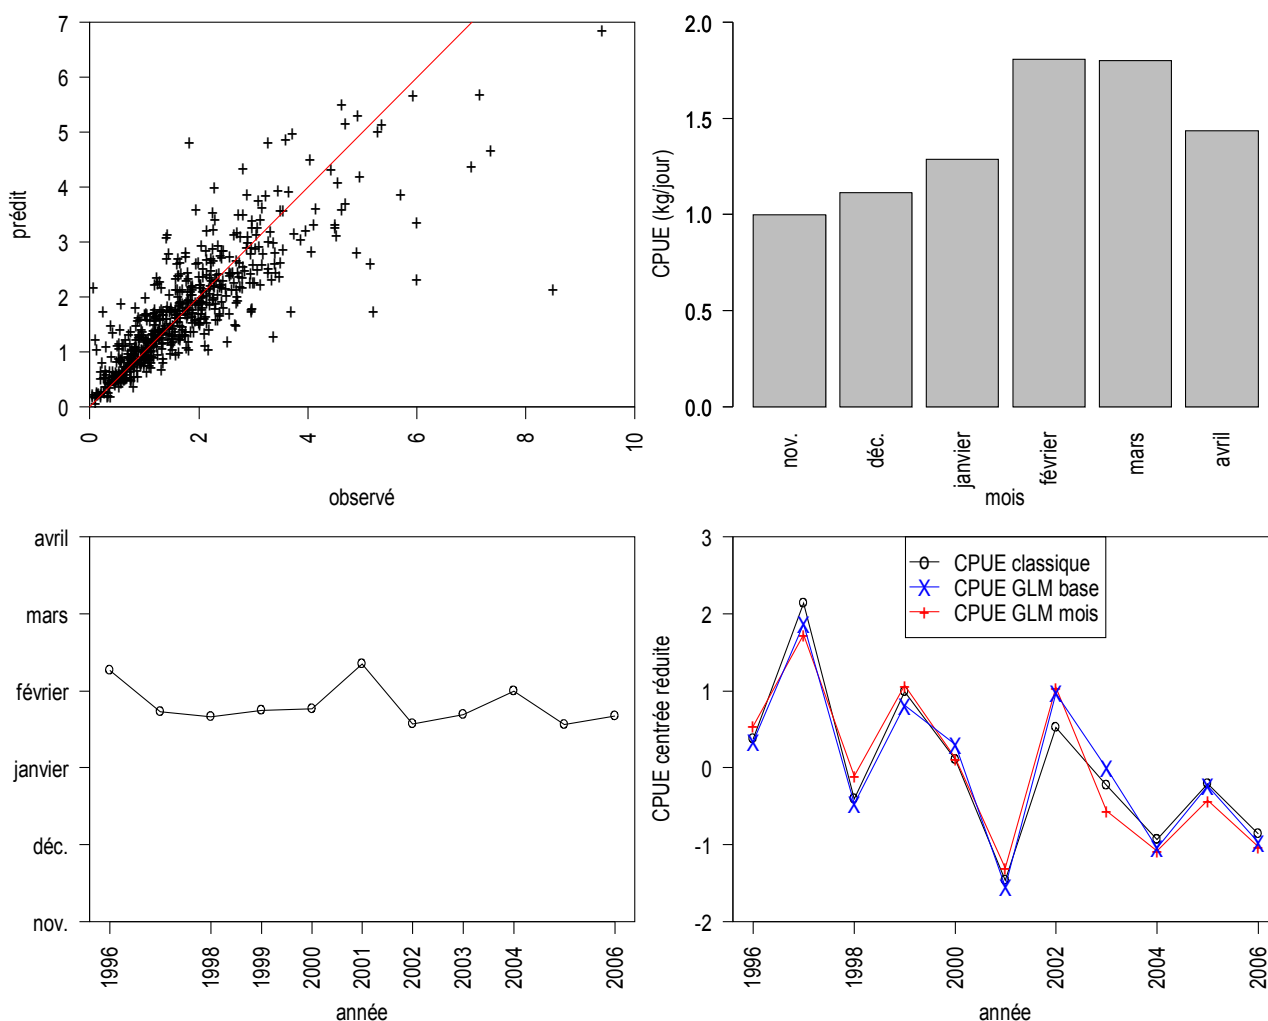 7
6
5
4
3
2
1
0
prédit
0
2
4
6
8
10
observé
2.0
1.5
1.0
0.5
0.0
CPUE (kg/jour)
nov.
déc.
janvier
février
mars
avril
mois
avril
mars
février
janvier
déc.
nov.
1996
1998
1999
2000
2001
2002
2003
2004
2006
année
3
2
1
0
-1
-2
CPUE centrée réduite
CPUE classique
CPUE GLM base
CPUE GLM mois
1996
1998
2000
2002
2004
2006
année